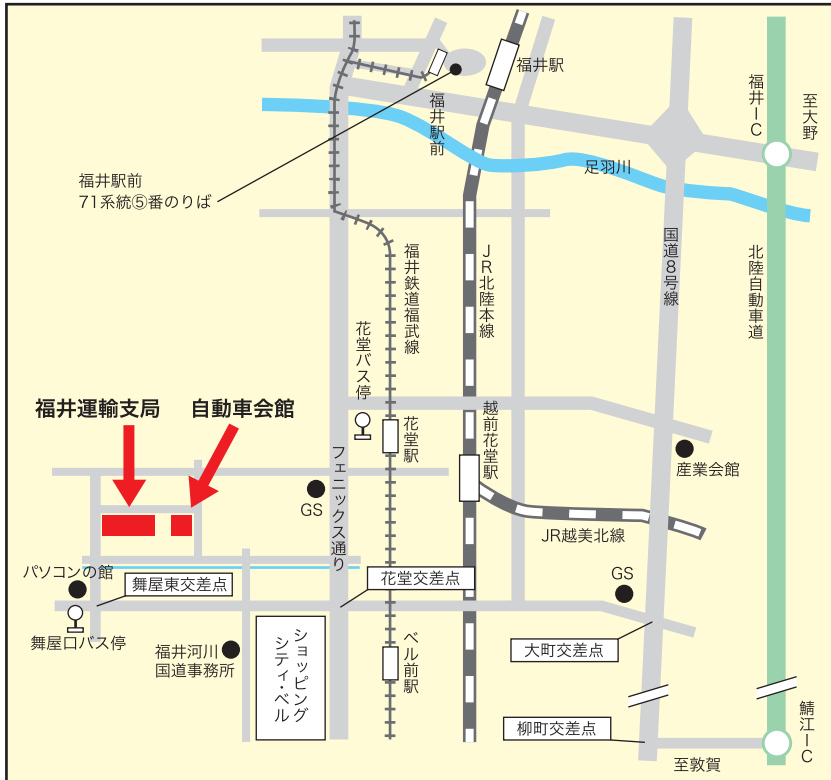 福井駅
福井IC
至大野
福井駅前
足羽川
福井駅前
71系統⑤番のりば
国道8号線
北陸自動車道
福井鉄道福武線
JR北陸本線
花堂バス停
福井運輸支局
自動車会館
花堂駅
越前花堂駅
フェニックス通り
産業会館
GS
JR越美北線
パソコンの館
舞屋東交差点
花堂交差点
GS
舞屋口バス停
福井河川
国道事務所
ショッピング
シティ・ベル
ベル前駅
大町交差点
柳町交差点
鯖江IC
至敦賀